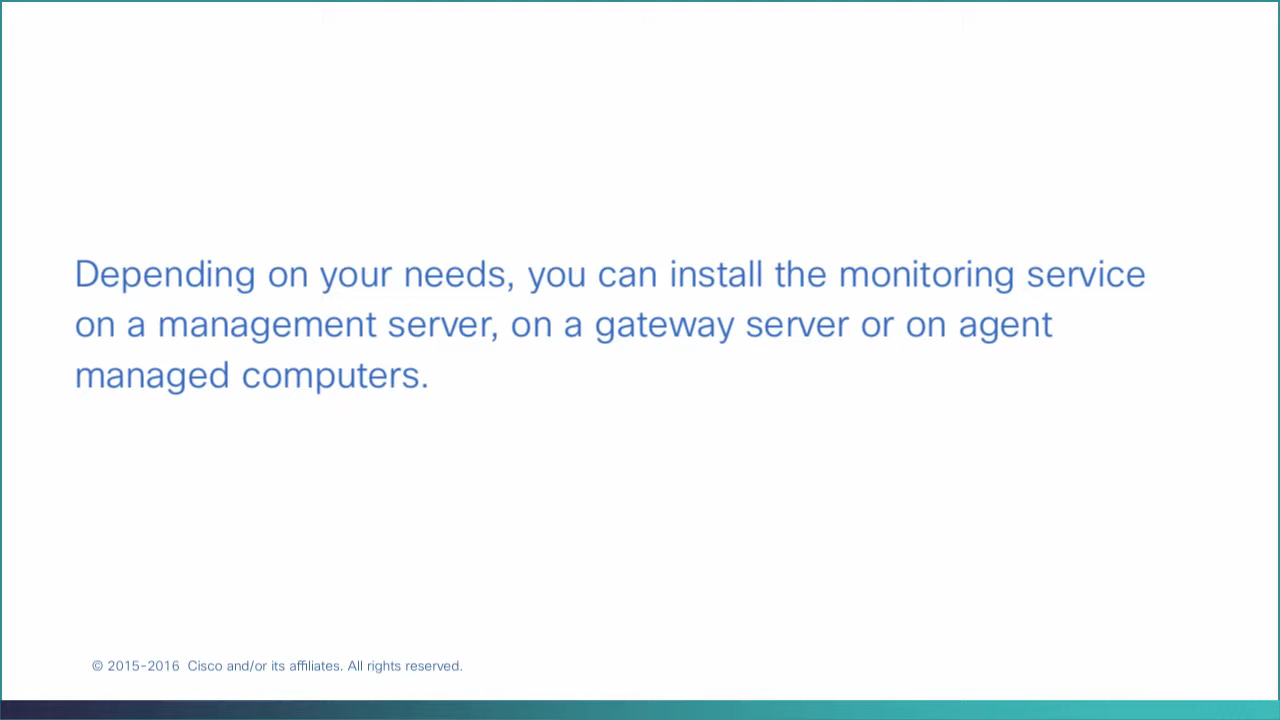 Depending on your needs, you can install the monitoring service
on a management server, on a gateway server or on agent
managed computers.
© 2015-2016 Cisco and/or its affiliates. All rights reserved.